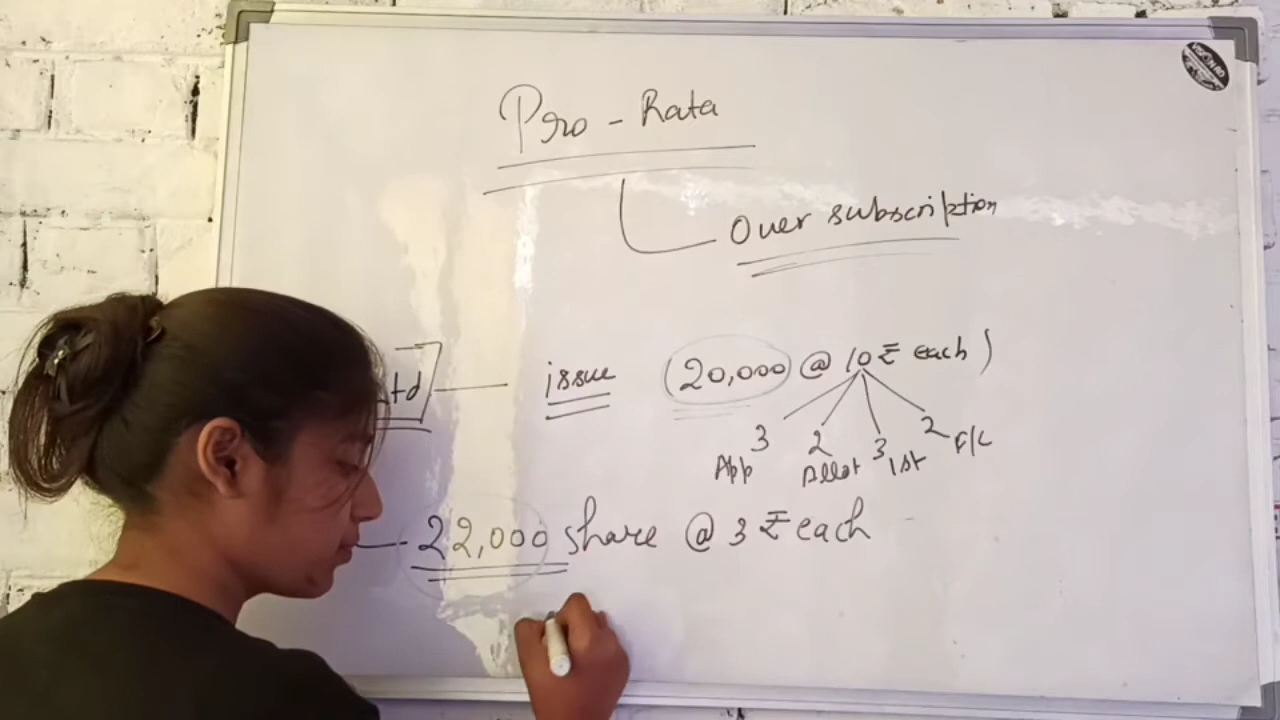 Pro - Rata
Over subscription
td issue (20,000 @ 10 ₹ each)
3 2 3 2
App Allot 1st F/C
22,000 share @ 3 ₹ each